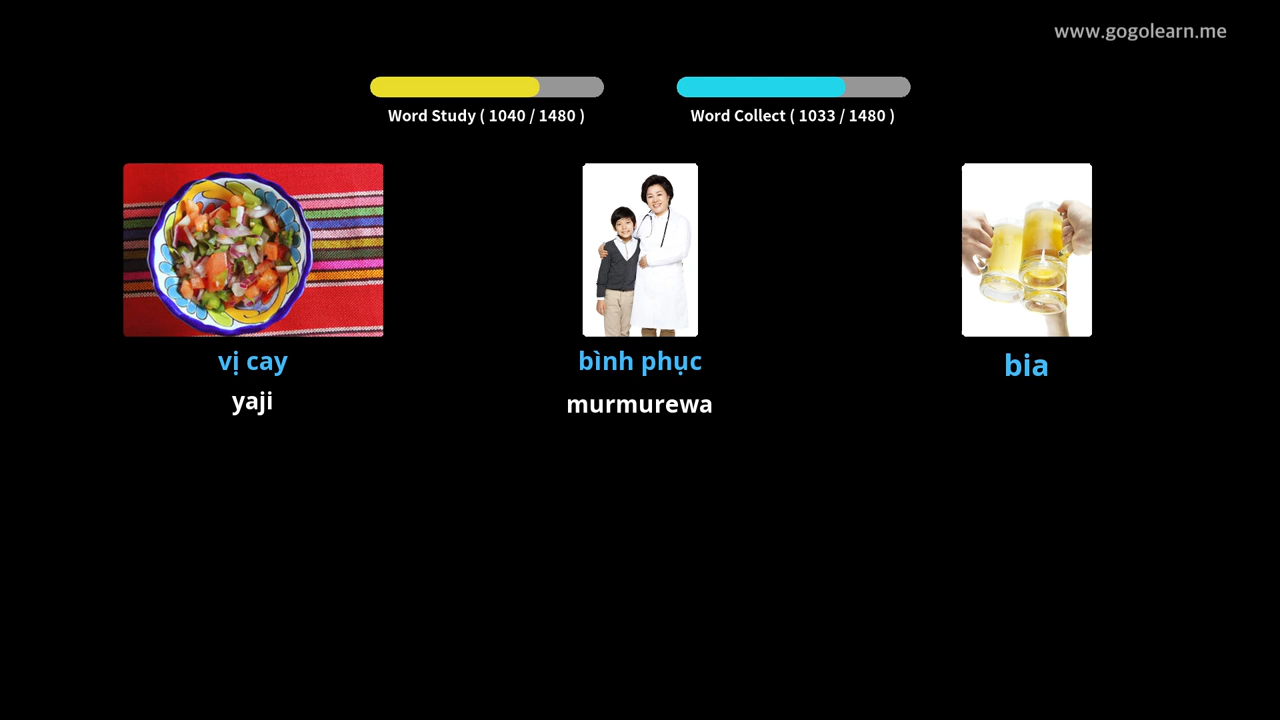 www.gogolearn.me
Word Study ( 1040 / 1480 )
Word Collect ( 1033 / 1480 )
vị cay
yaji
bình phục
murmurewa
bia